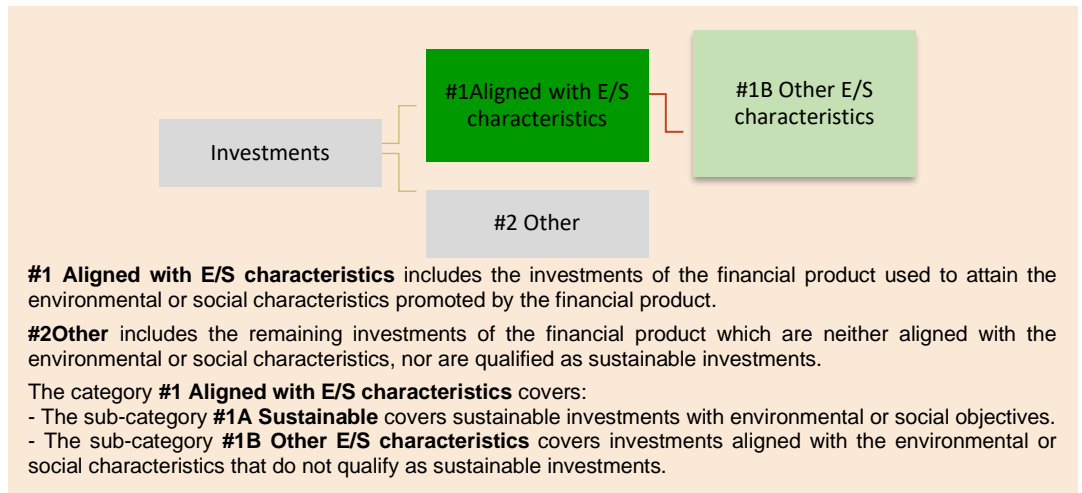 #1Aligned with E/S
characteristics
#1B Other E/S
characteristics
Investments
#2 Other
#1 Aligned with E/S characteristics includes the investments of the financial product used to attain the
environmental or social characteristics promoted by the financial product.
#2Other includes the remaining investments of the financial product which are neither aligned with the
environmental or social characteristics, nor are qualified as sustainable investments.
The category #1 Aligned with E/S characteristics covers:
- The sub-category #1A Sustainable covers sustainable investments with environmental or social objectives.
- The sub-category #1B Other E/S characteristics covers investments aligned with the environmental or
social characteristics that do not qualify as sustainable investments.